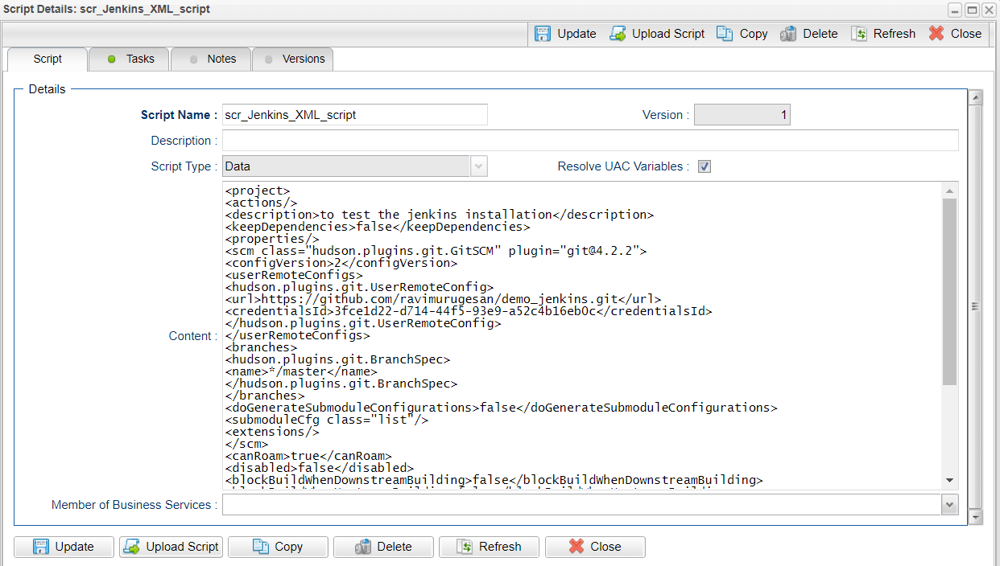 Script Details: scr_Jenkins_XML_script
Update Upload Script Copy Delete Refresh Close
Script Tasks Notes Versions
Details
Script Name : scr_Jenkins_XML_script Version : 1
Description :
Script Type : Data Resolve UAC Variables :
<project>
<actions/>
<description>to test the jenkins installation</description>
<keepDependencies>false</keepDependencies>
<properties/>
<scm class="hudson.plugins.git.GitSCM" plugin="git@4.2.2">
<configVersion>2</configVersion>
<userRemoteConfigs>
<hudson.plugins.git.UserRemoteConfig>
<url>https://github.com/ravimurugesan/demo_jenkins.git</url>
<credentialsId>3fce1d22-d714-44f5-93e9-a52c4b16eb0c</credentialsId>
</hudson.plugins.git.UserRemoteConfig>
Content : </userRemoteConfigs>
<branches>
<hudson.plugins.git.BranchSpec>
<name>*/master</name>
</hudson.plugins.git.BranchSpec>
</branches>
<doGenerateSubmoduleConfigurations>false</doGenerateSubmoduleConfigurations>
<submoduleCfg class="list"/>
<extensions/>
</scm>
<canRoam>true</canRoam>
<disabled>false</disabled>
<blockBuildWhenDownstreamBuilding>false</blockBuildWhenDownstreamBuilding>
Member of Business Services :
Update Upload Script Copy Delete Refresh Close